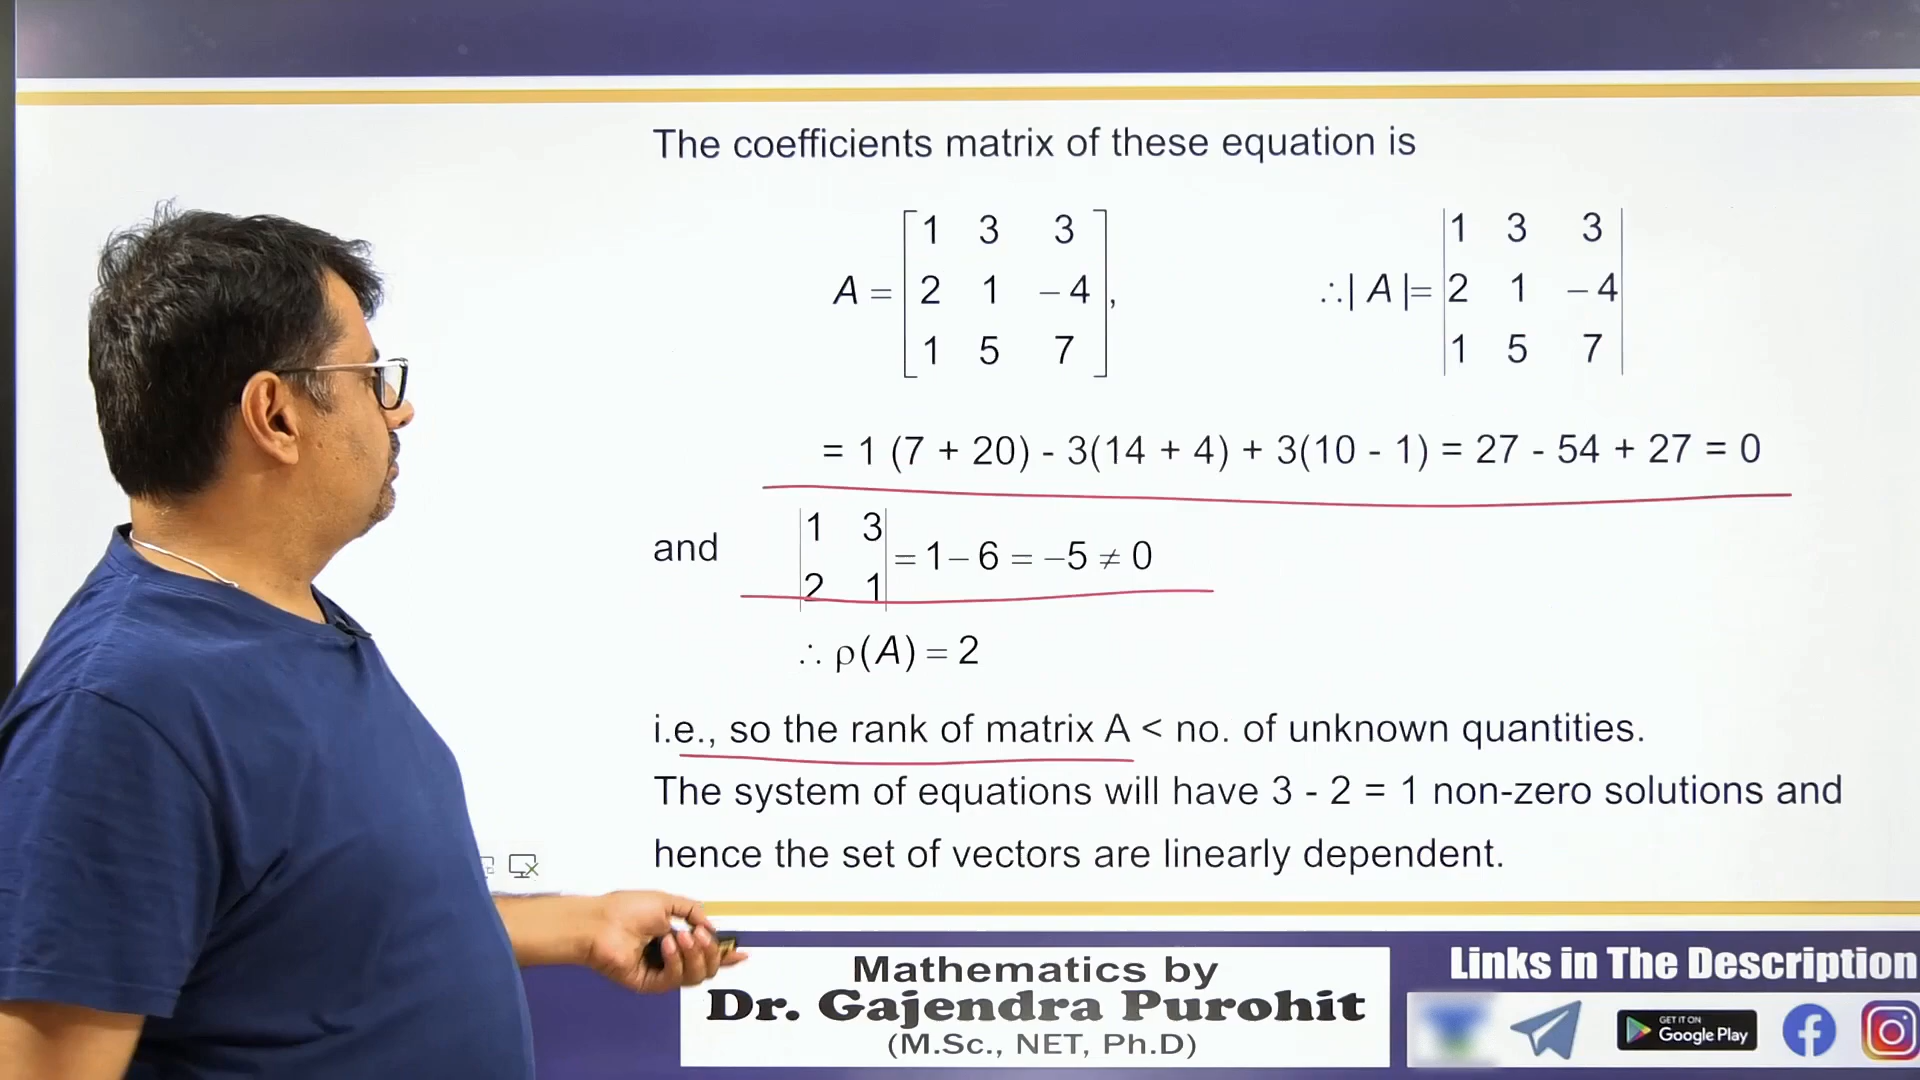 The coefficients matrix of these equation is
A = [1 3 3
2 1 – 4
1 5 7],
∴| A |= |1 3 3
2 1 – 4
1 5 7|
= 1 (7 + 20) - 3(14 + 4) + 3(10 - 1) = 27 - 54 + 27 = 0
and |1 3
2 1| = 1 – 6 = –5 ≠ 0
∴ ρ(A) = 2
i.e., so the rank of matrix A < no. of unknown quantities.
The system of equations will have 3 - 2 = 1 non-zero solutions and
hence the set of vectors are linearly dependent.
Mathematics by
Dr. Gajendra Purohit
(M.Sc., NET, Ph.D)
Links in The Description
GET IT ON
Google Play